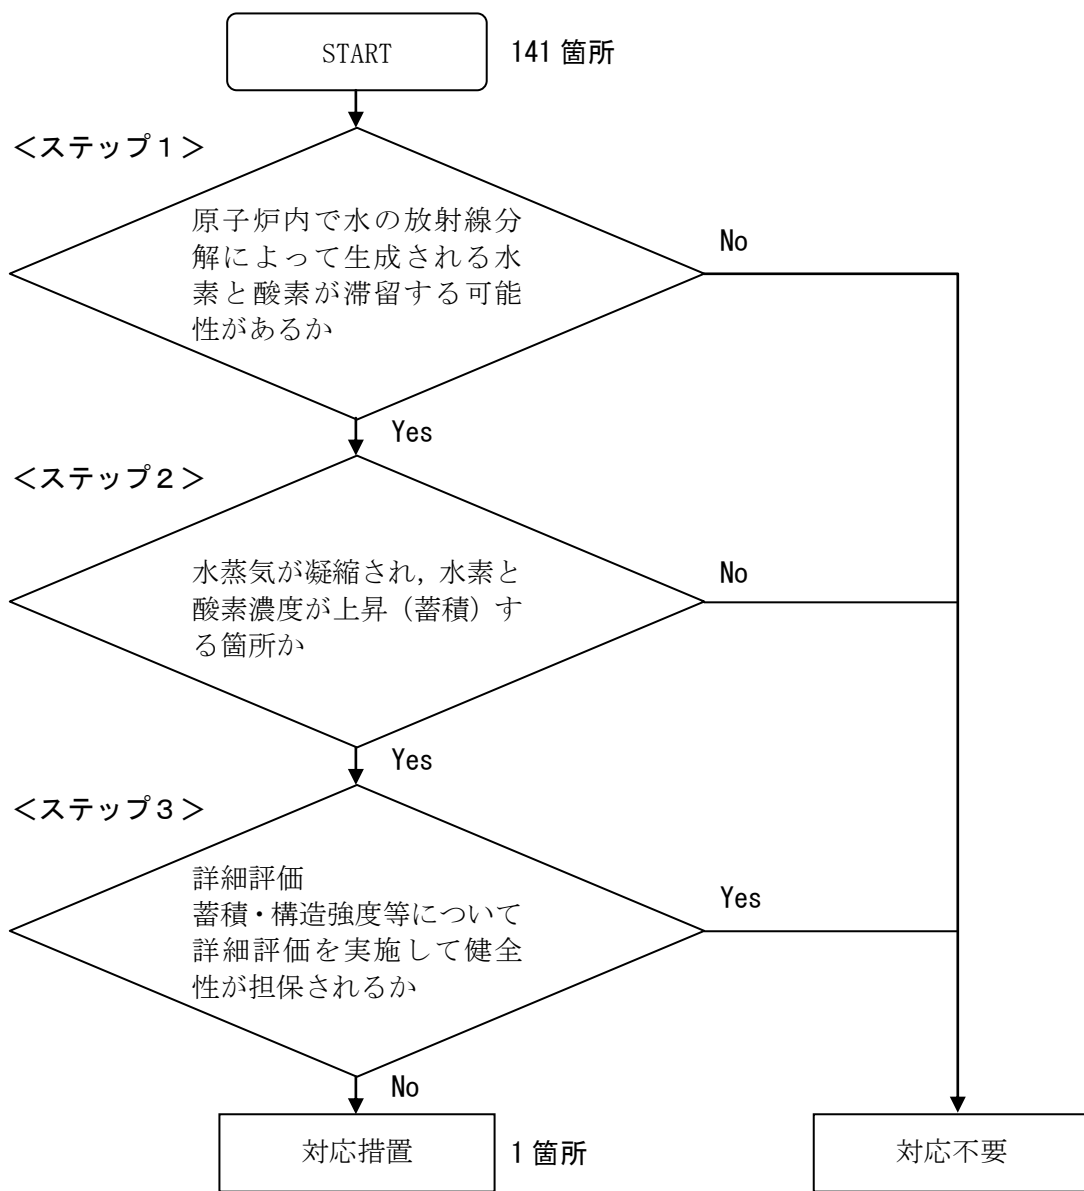 START
141 箇所
＜ステップ１＞
原子炉内で水の放射線分
解によって生成される水
素と酸素が滞留する可能
性があるか
No
Yes
＜ステップ２＞
水蒸気が凝縮され, 水素と
酸素濃度が上昇（蓄積）す
る箇所か
No
Yes
＜ステップ３＞
詳細評価
蓄積・構造強度等について
詳細評価を実施して健全
性が担保されるか
Yes
No
対応措置
1 箇所
対応不要